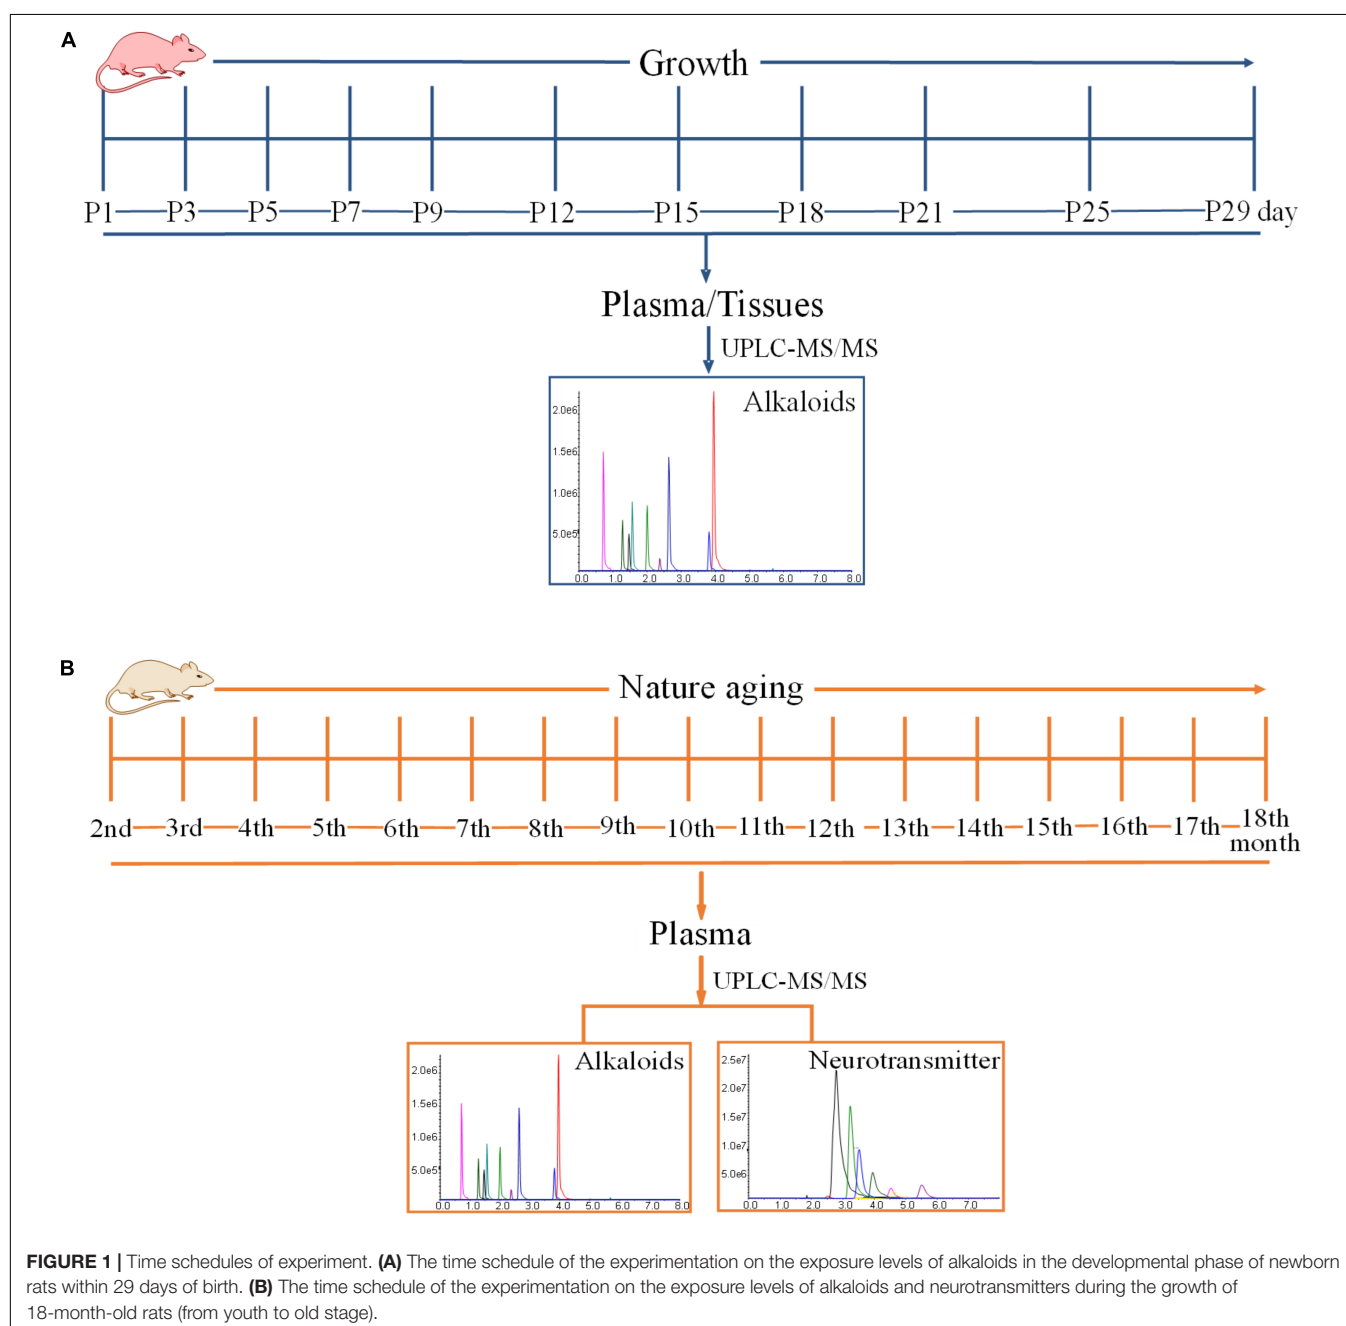 A
Growth
P1 P3 P5 P7 P9 P12 P15 P18 P21 P25 P29 day
Plasma/Tissues
UPLC-MS/MS
Alkaloids
2.0e6
1.5e6
1.0e6
5.0e5
0.0 1.0 2.0 3.0 4.0 5.0 6.0 7.0 8.0
B
Nature aging
2nd 3rd 4th 5th 6th 7th 8th 9th 10th 11th 12th 13th 14th 15th 16th 17th 18th
month
Plasma
UPLC-MS/MS
Alkaloids
2.0e6
1.5e6
1.0e6
5.0e5
0.0 1.0 2.0 3.0 4.0 5.0 6.0 7.0 8.0
Neurotransmitter
2.5e7
2.0e7
1.5e7
1.0e7
5.0e6
0.0 1.0 2.0 3.0 4.0 5.0 6.0 7.0
FIGURE 1 | Time schedules of experiment. (A) The time schedule of the experimentation on the exposure levels of alkaloids in the developmental phase of newborn
rats within 29 days of birth. (B) The time schedule of the experimentation on the exposure levels of alkaloids and neurotransmitters during the growth of
18-month-old rats (from youth to old stage).